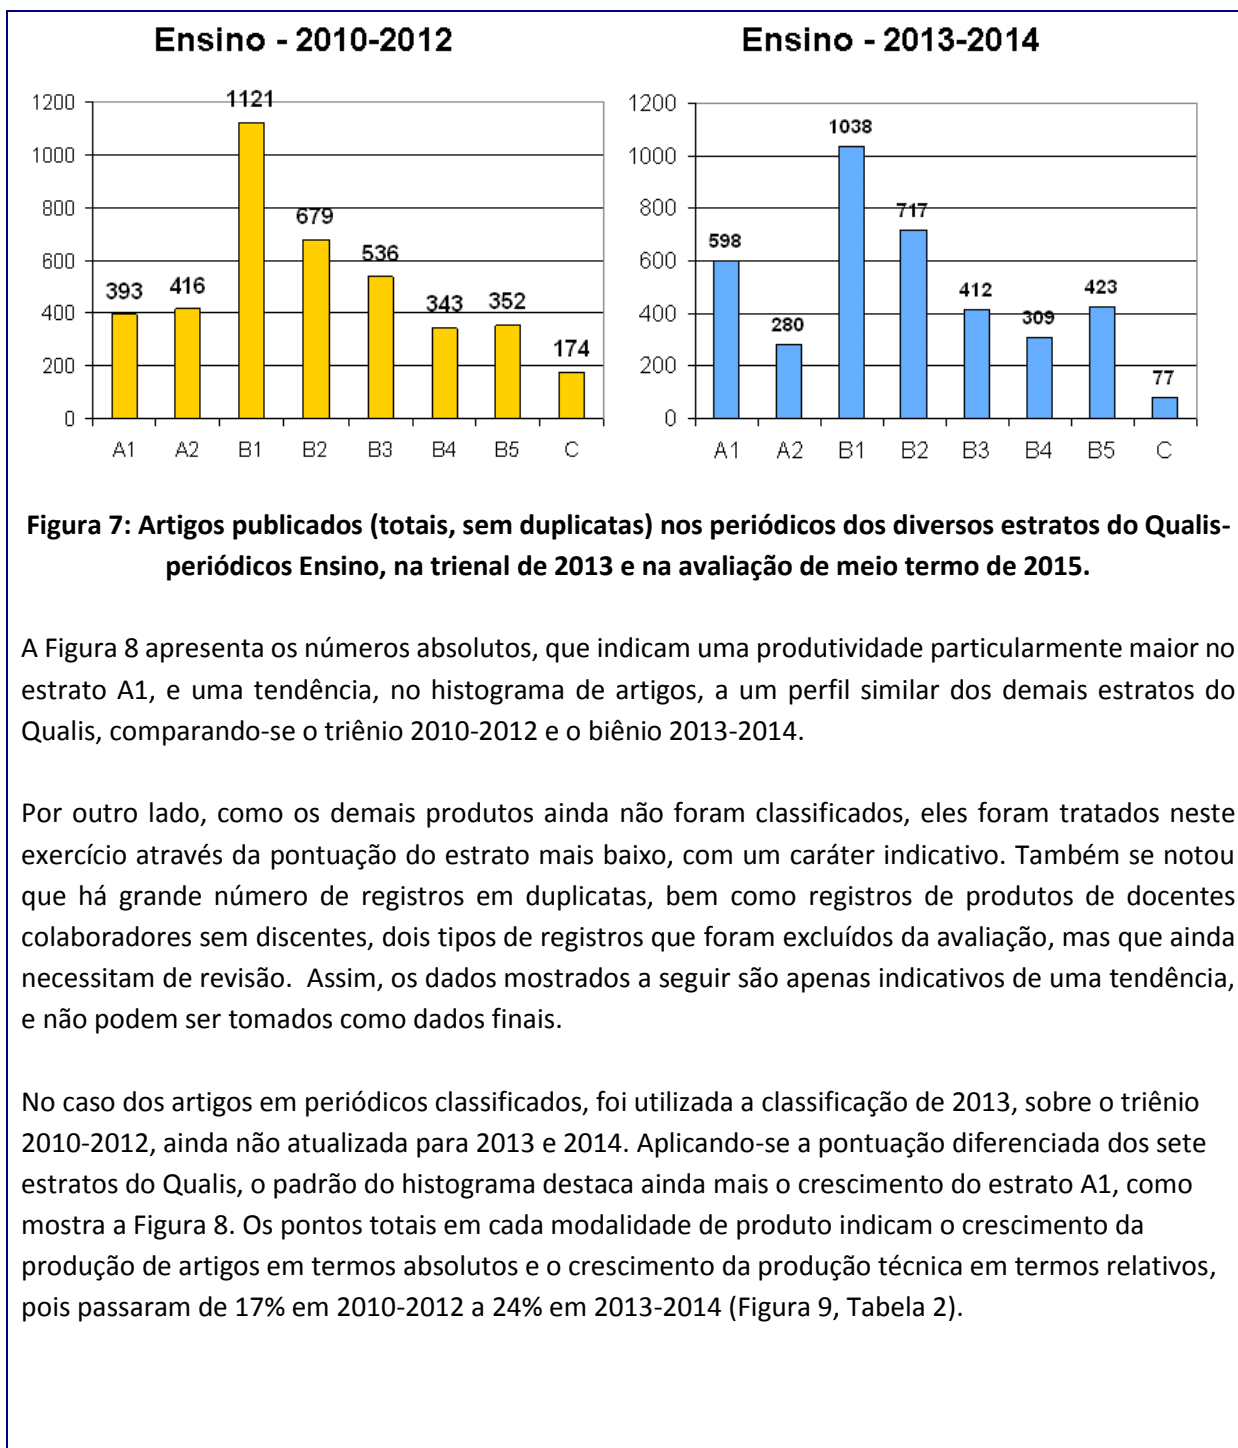 Ensino - 2010-2012
1200
1000
800
600
400
200
0
393
416
1121
679
536
343
352
174
A1 A2 B1 B2 B3 B4 B5 C
Ensino - 2013-2014
1200
1000
800
600
400
200
0
598
280
1038
717
412
309
423
77
A1 A2 B1 B2 B3 B4 B5 C
Figura 7: Artigos publicados (totais, sem duplicatas) nos periódicos dos diversos estratos do Qualis-
periódicos Ensino, na trienal de 2013 e na avaliação de meio termo de 2015.
A Figura 8 apresenta os números absolutos, que indicam uma produtividade particularmente maior no
estrato A1, e uma tendência, no histograma de artigos, a um perfil similar dos demais estratos do
Qualis, comparando-se o triênio 2010-2012 e o biênio 2013-2014.
Por outro lado, como os demais produtos ainda não foram classificados, eles foram tratados neste
exercício através da pontuação do estrato mais baixo, com um caráter indicativo. Também se notou
que há grande número de registros em duplicatas, bem como registros de produtos de docentes
colaboradores sem discentes, dois tipos de registros que foram excluídos da avaliação, mas que ainda
necessitam de revisão. Assim, os dados mostrados a seguir são apenas indicativos de uma tendência,
e não podem ser tomados como dados finais.
No caso dos artigos em periódicos classificados, foi utilizada a classificação de 2013, sobre o triênio
2010-2012, ainda não atualizada para 2013 e 2014. Aplicando-se a pontuação diferenciada dos sete
estratos do Qualis, o padrão do histograma destaca ainda mais o crescimento do estrato A1, como
mostra a Figura 8. Os pontos totais em cada modalidade de produto indicam o crescimento da
produção de artigos em termos absolutos e o crescimento da produção técnica em termos relativos,
pois passaram de 17% em 2010-2012 a 24% em 2013-2014 (Figura 9, Tabela 2).